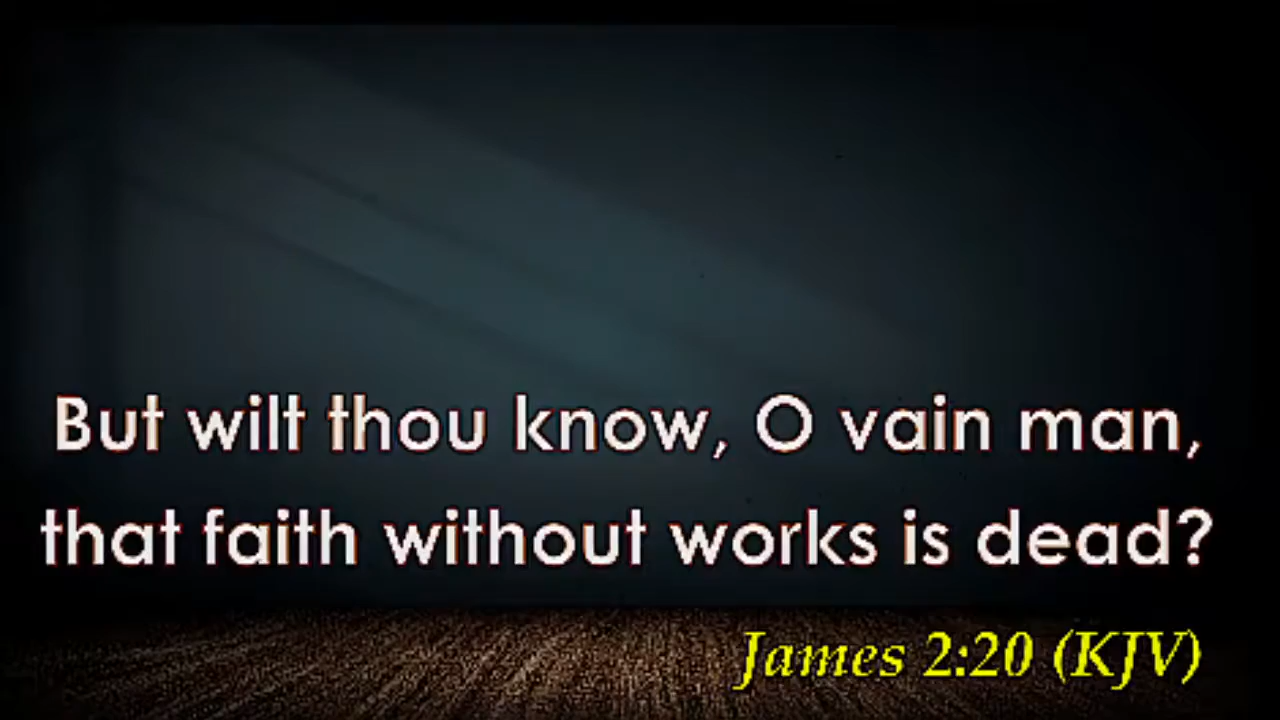 But wilt thou know, O vain man,
that faith without works is dead?
James 2:20 (KJV)